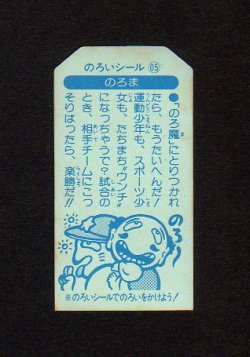 のろいシール 05
のろま
●「のろ魔」にとりつかれ
たら、もうたいへんだ!
運動少年も、スポーツ少
女も、たちまち"ウンチ"
になっちゃうで?試合の
とき、相手チームにこっ
そりはったら、楽勝だ!!
のろ〜
※のろいシールでのろいをかけよう!